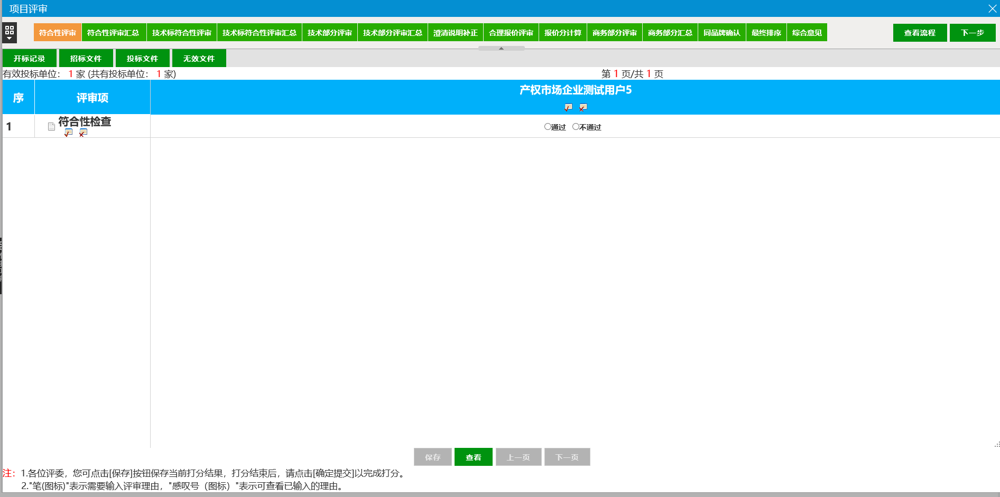 项目评审
符合性评审 符合性评审汇总 技术标符合性评审 技术标符合性评审汇总 技术部分评审 技术部分评审汇总 澄清说明补正 合理报价评审 报价分计算 商务部分评审 商务部分汇总 同品牌确认 最终排序 综合意见 查看流程 下一步
开标记录 招标文件 投标文件 无效文件
有效投标单位: 1 家 (共有投标单位: 1 家) 第 1 页/共 1 页
序 评审项 产权市场企业测试用户5
1 符合性检查 通过 不通过
保存 查看 上一页 下一页
注: 1.各位评委，您可点击[保存]按钮保存当前打分结果，打分结束后，请点击[确定提交]以完成打分。
2."笔(图标)"表示需要输入评审理由，"感叹号（图标）"表示可查看已输入的理由。